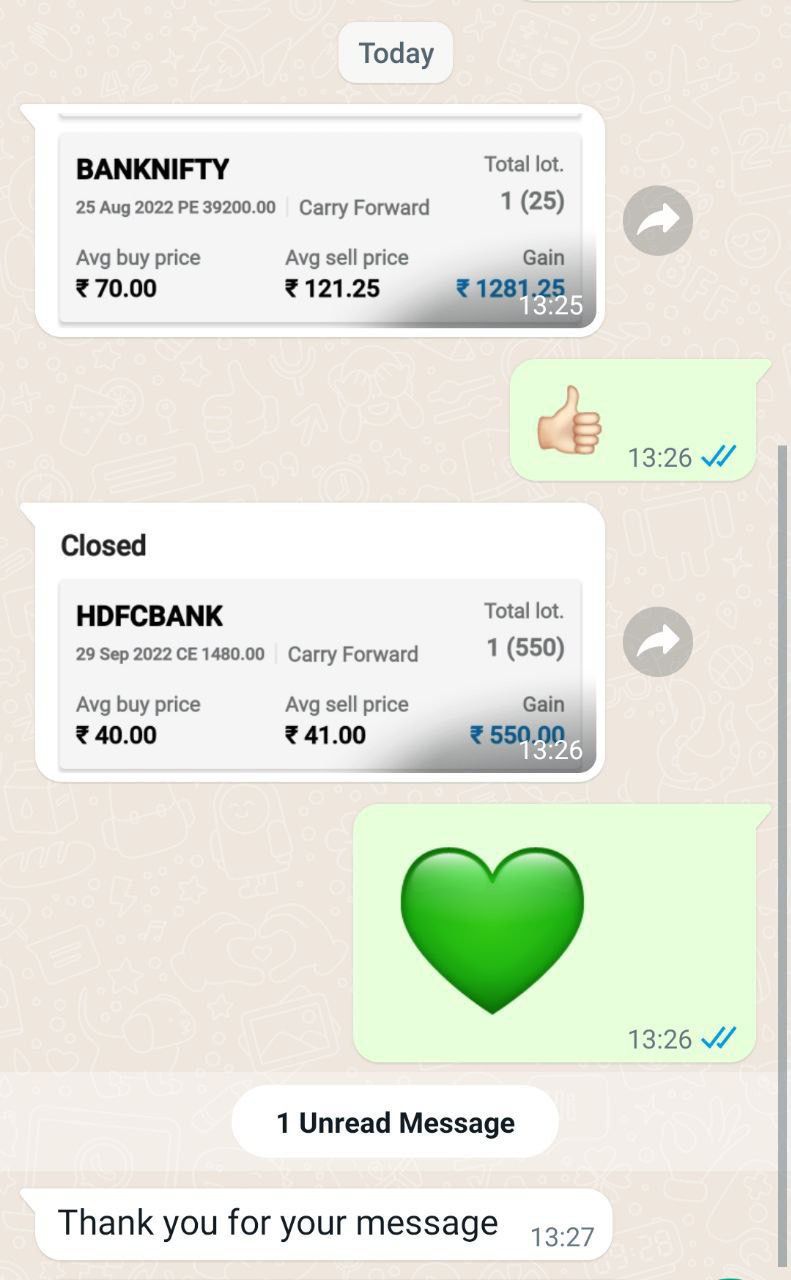 Today
BANKNIFTY
Total lot.
25 Aug 2022 PE 39200.00 | Carry Forward
1 (25)
Avg buy price Avg sell price Gain
₹ 70.00 ₹ 121.25 ₹ 1281.25
13:25
13:26
Closed
HDFCBANK
Total lot.
29 Sep 2022 CE 1480.00 | Carry Forward
1 (550)
Avg buy price Avg sell price Gain
₹ 40.00 ₹ 41.00 ₹ 550.00
13:26
13:26
1 Unread Message
Thank you for your message 13:27